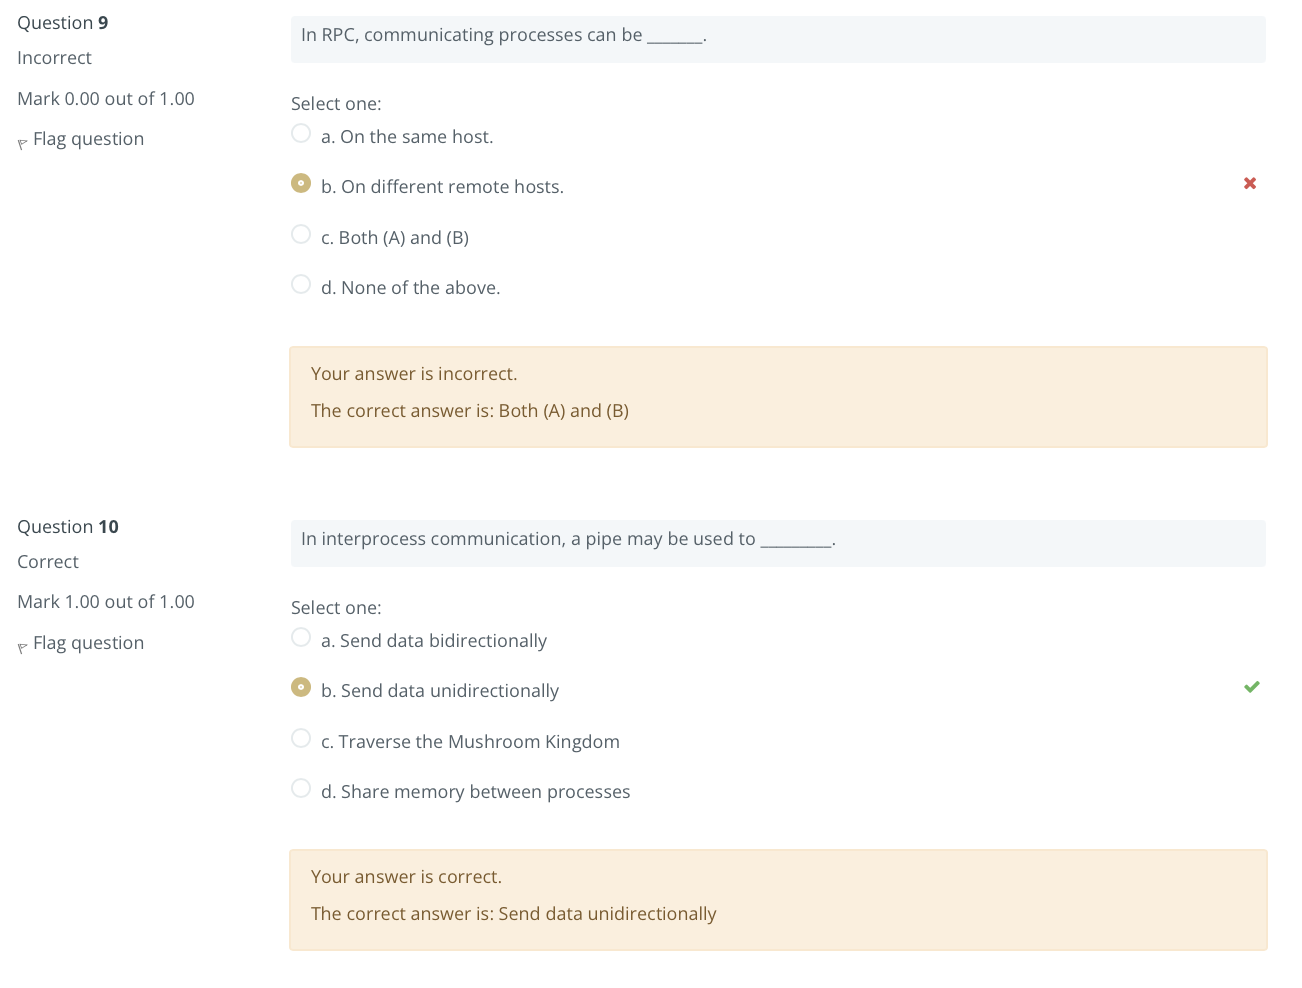 Question 9
Incorrect
Mark 0.00 out of 1.00
Flag question
In RPC, communicating processes can be ______.
Select one:
a. On the same host.
b. On different remote hosts.
c. Both (A) and (B)
d. None of the above.
Your answer is incorrect.
The correct answer is: Both (A) and (B)
Question 10
Correct
Mark 1.00 out of 1.00
Flag question
In interprocess communication, a pipe may be used to ________.
Select one:
a. Send data bidirectionally
b. Send data unidirectionally
c. Traverse the Mushroom Kingdom
d. Share memory between processes
Your answer is correct.
The correct answer is: Send data unidirectionally